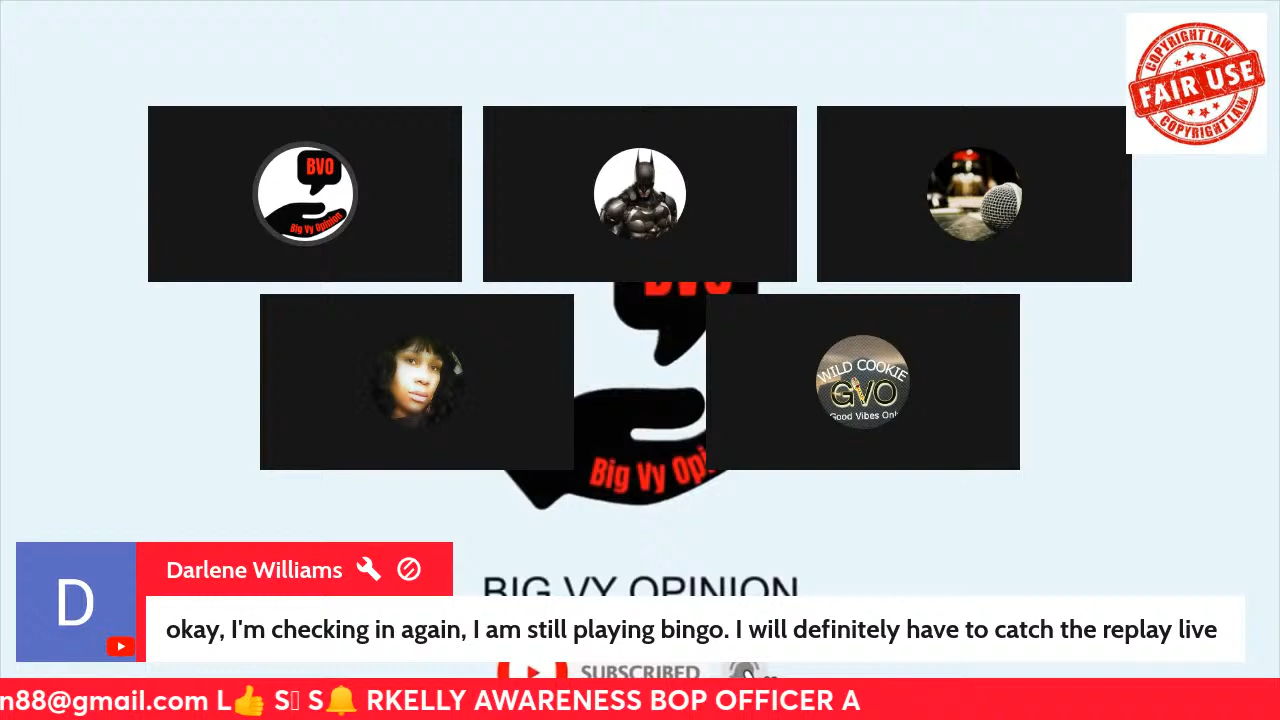 COPYRIGHT LAW
FAIR USE
COPYRIGHT LAW
BVO
Big Vy Opinion
BVO
WILD COOKIE
GVO
Good Vibes Onl
Big Vy Opi
BIG VY OPINION
SUBSCRIBED
D
Darlene Williams
okay, I'm checking in again, I am still playing bingo. I will definitely have to catch the replay live
n88@gmail.com L👍 S S🔔 RKELLY AWARENESS BOP OFFICER A